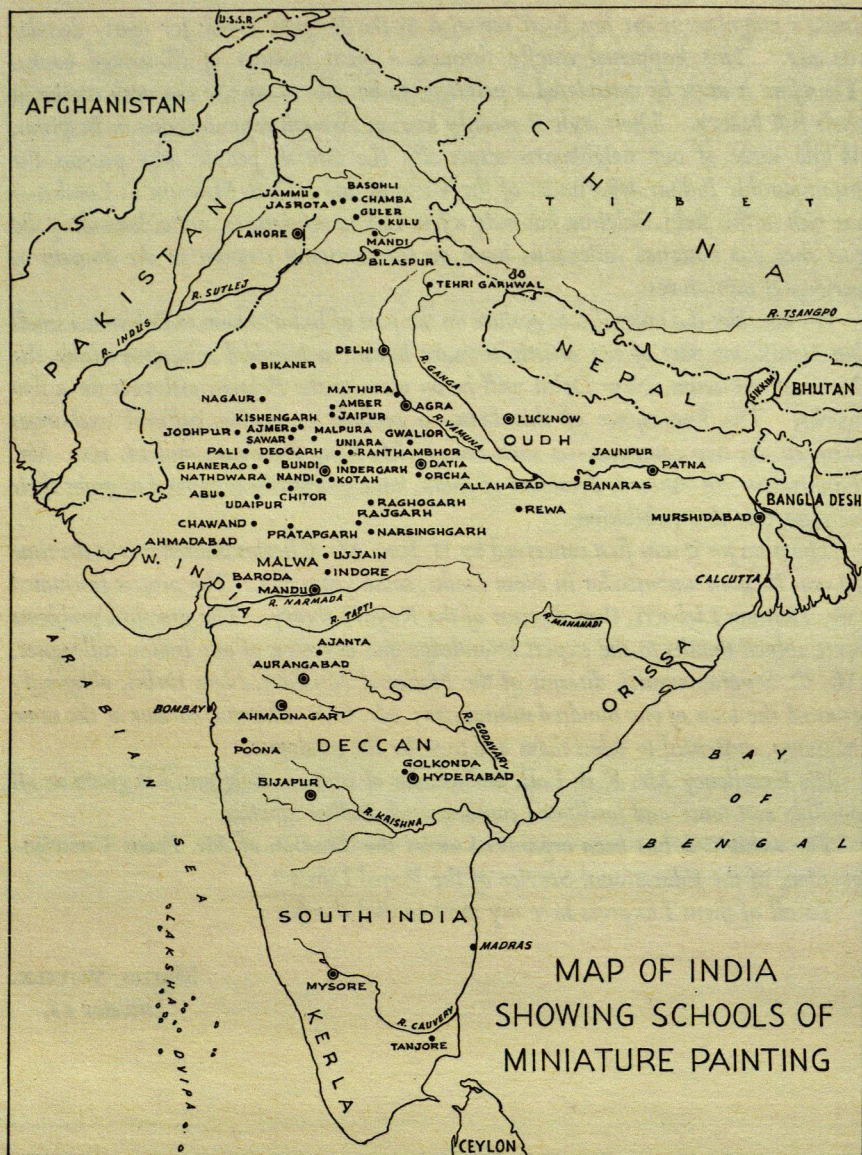 U.S.S.R.
AFGHANISTAN
CHINA
TIBET
PAKISTAN
JAMMU
BASOHLI
JASROTA
CHAMBA
GULER
KULU
LAHORE
MANDI
BILASPUR
TEHRI GARHWAL
R. SUTLEJ
R. INDUS
R. TSANGPO
DELHI
R. GANGA
NEPAL
SIKKIM
BHUTAN
BIKANER
NAGAUR
MATHURA
AMBER
AGRA
KISHENGARH
JAIPUR
R. YAMUNA
LUCKNOW
JODHPUR
AJMER
MALPURA
GWALIOR
OUDH
SAWAR
UNIARA
PALI
DEOGARH
RANTHAMBHOR
JAUNPUR
GHANERAO
BUNDI
INDERGARH
DATIA
PATNA
NATHDWARA
NANDI
KOTAH
ORCHA
ALLAHABAD
BANARAS
ABU
UDAIPUR
CHITOR
RAGHOGARH
REWA
BANGLA DESH
RAJGARH
MURSHIDABAD
CHAWAND
PRATAPGARH
NARSINGHGARH
AHMADABAD
W. INDIA
MALWA
UJJAIN
INDORE
BARODA
MANDU
CALCUTTA
R. NARMADA
R. TAPTI
R. MAHANADI
AJANTA
AURANGABAD
ORISSA
ARABIAN
SEA
BOMBAY
AHMADNAGAR
R. GODAVARY
POONA
DECCAN
BAY
OF
BENGAL
GOLKONDA
BIJAPUR
HYDERABAD
R. KRISHNA
SOUTH INDIA
LAKSHAD
DVIPA
MADRAS
MYSORE
KERLA
R. CAUVERY
TANJORE
MAP OF INDIA
SHOWING SCHOOLS OF
MINIATURE PAINTING
CEYLON